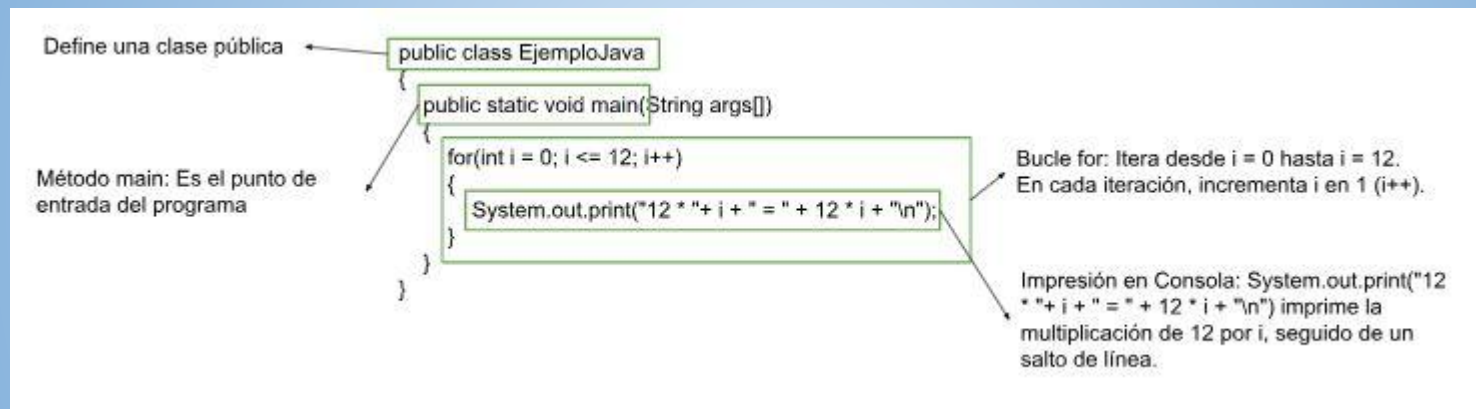 Define una clase pública
public class EjemploJava
{
public static void main(String args[])
{
Método main: Es el punto de
entrada del programa
for(int i = 0; i <= 12; i++)
{
System.out.print("12 * "+ i + " = " + 12 * i + "\n");
}
}
}
Bucle for: Itera desde i = 0 hasta i = 12.
En cada iteración, incrementa i en 1 (i++).
Impresión en Consola: System.out.print("12
* "+ i + " = " + 12 * i + "\n") imprime la
multiplicación de 12 por i, seguido de un
salto de línea.